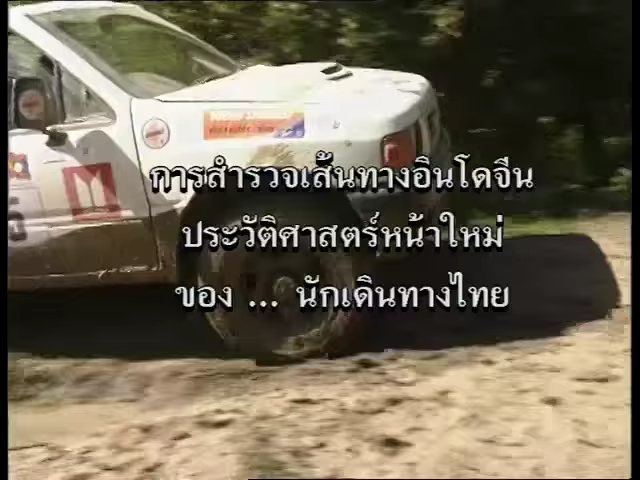 การสำรวจเส้นทางอินโดจีน
ประวัติศาสตร์หน้าใหม่
ของ ... นักเดินทางไทย